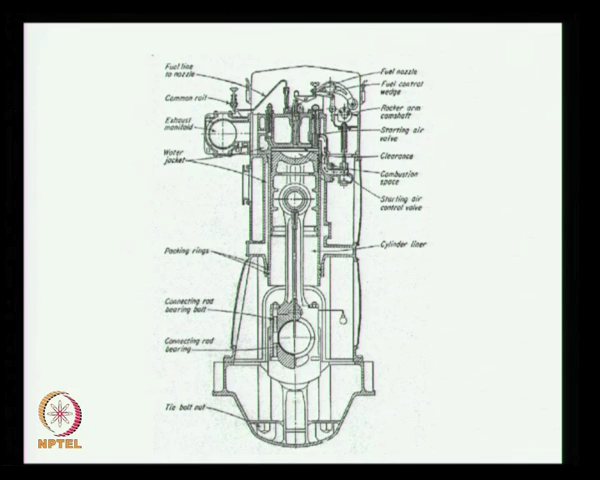 Fuel line
to nozzle
Common rail
Exhaust
manifold
Water
jacket
Packing rings
Connecting rod
bearing bolt
Connecting rod
bearing
Tie bolt nut
Fuel nozzle
Fuel control
wedge
Rocker arm
camshaft
Starting air
valve
Clearance
Combustion
space
Starting air
control valve
Cylinder liner
NPTEL